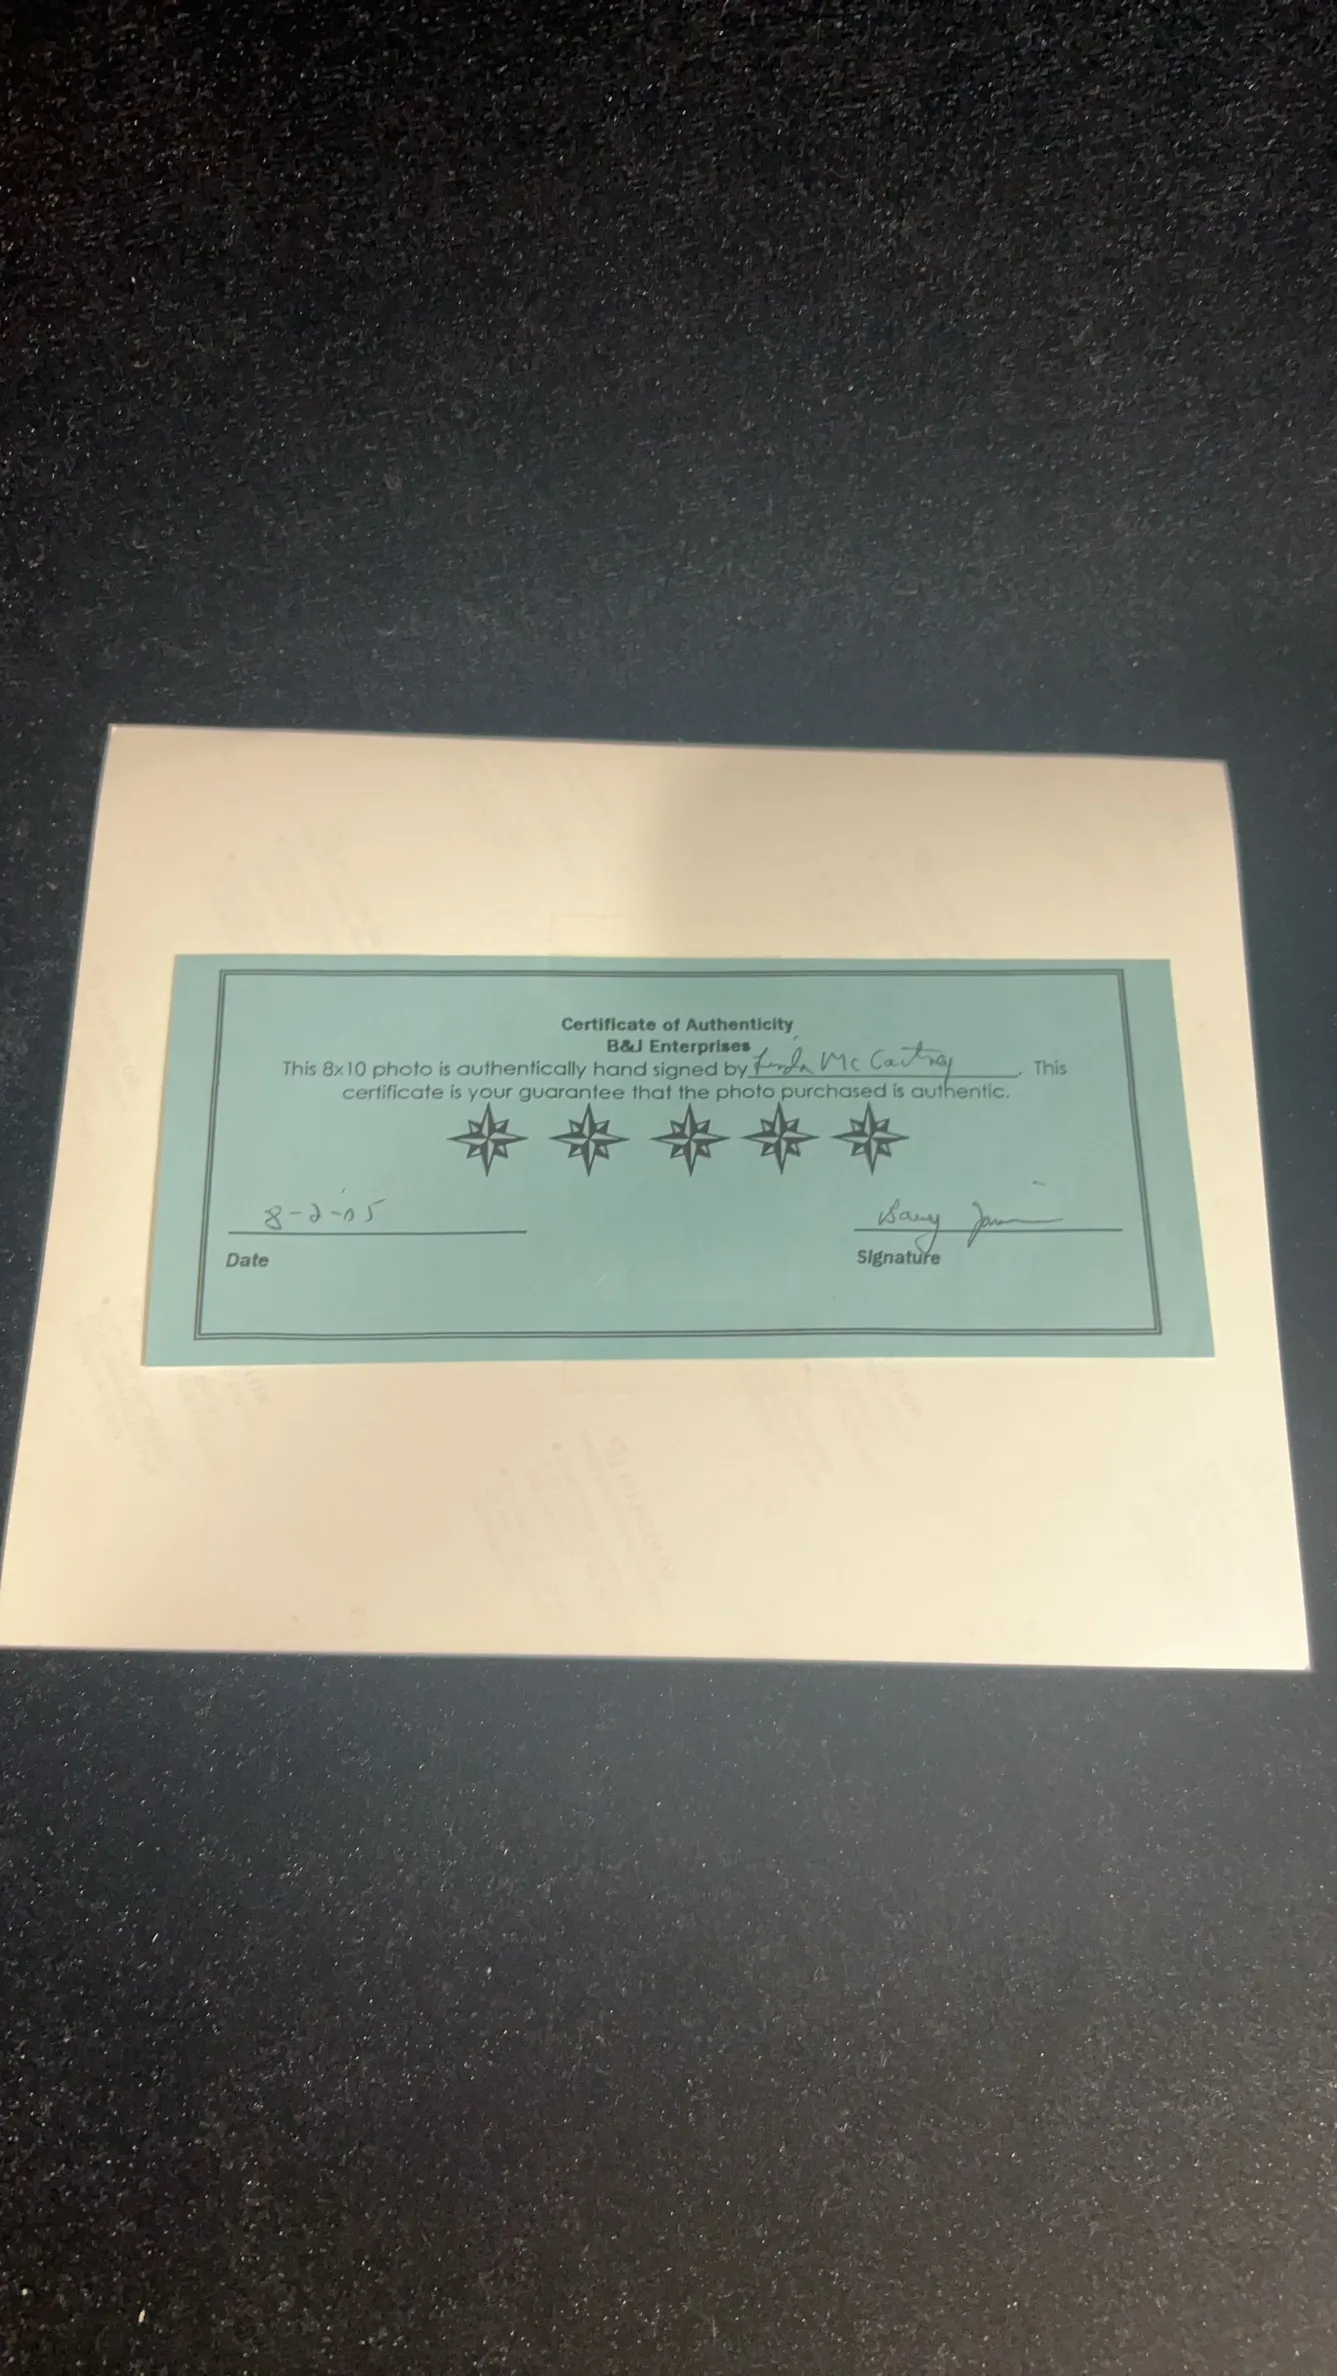 Certificate of Authenticity
B&J Enterprises
This 8x10 photo is authentically hand signed by Linda McCartney. This
certificate is your guarantee that the photo purchased is authentic.
8-2-05
Date
Barry
Signature